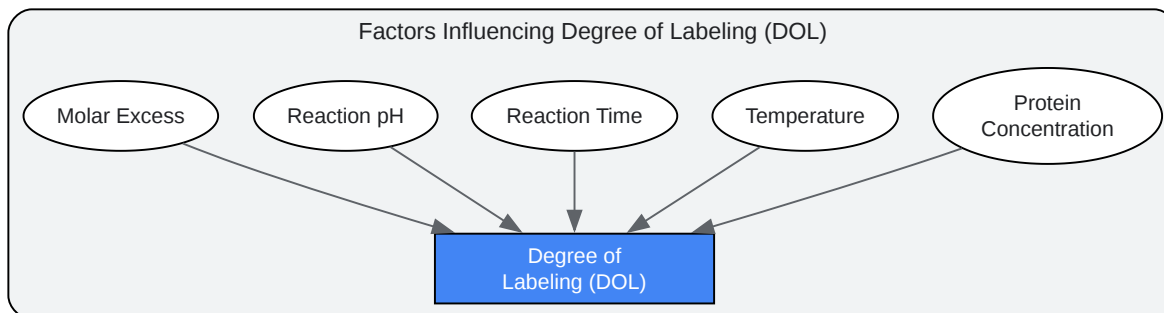 Factors Influencing Degree of Labeling (DOL)
Molar Excess
Reaction pH
Reaction Time
Temperature
Protein
Concentration
Degree of
Labeling (DOL)